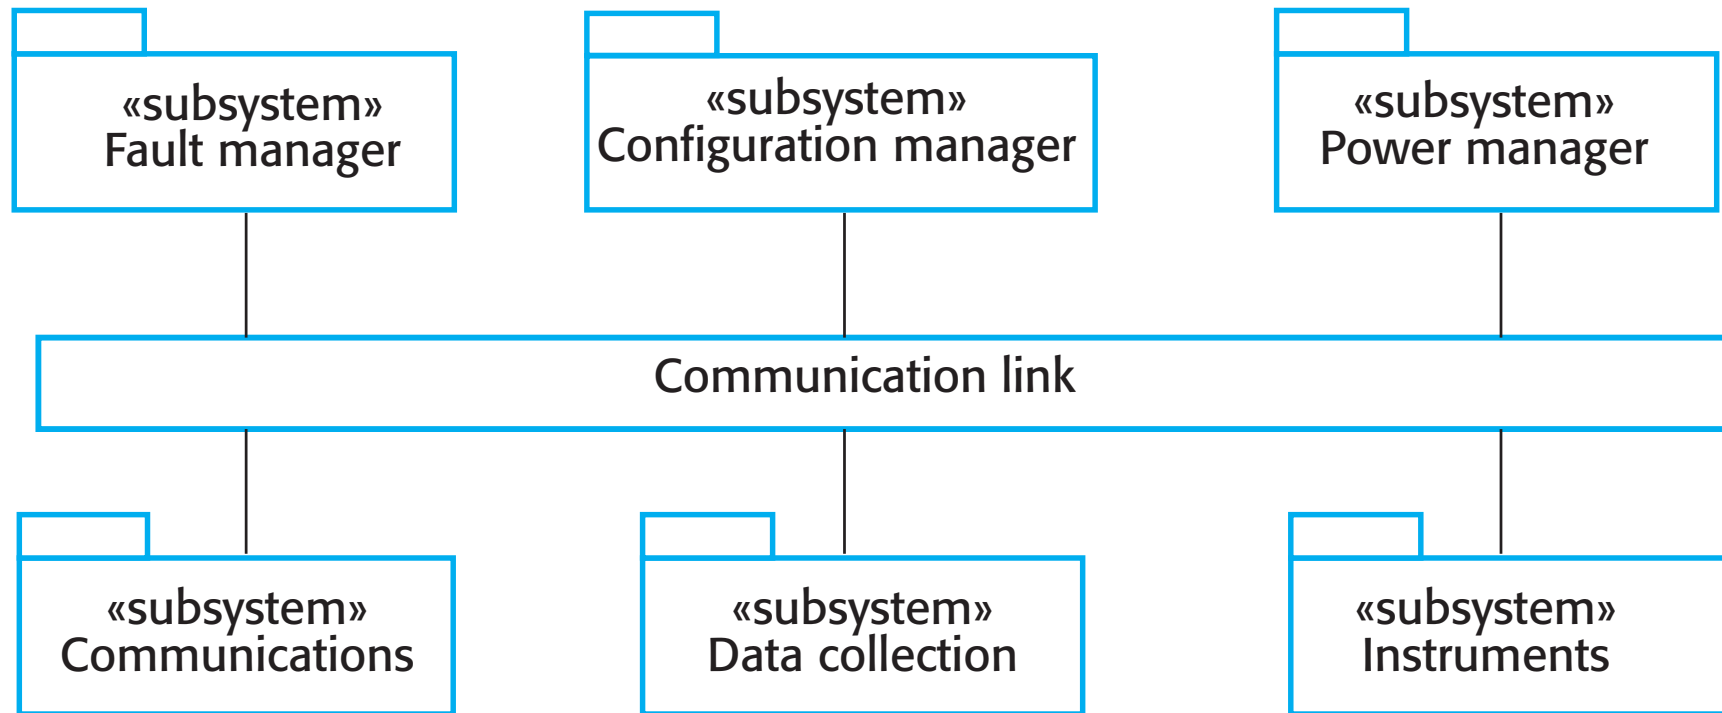 «subsystem»
Fault manager
«subsystem»
Configuration manager
«subsystem»
Power manager
Communication link
«subsystem»
Communications
«subsystem»
Data collection
«subsystem»
Instruments